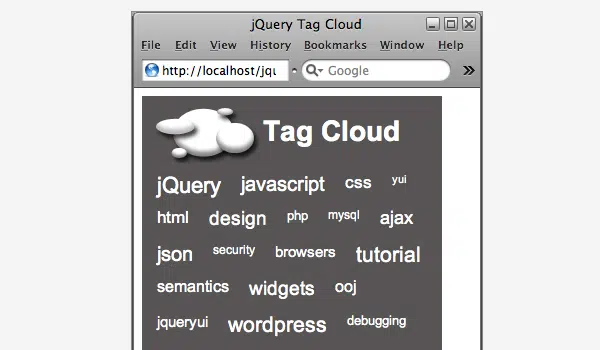 jQuery Tag Cloud
File Edit View History Bookmarks Window Help
http://localhost/jqu Google
Tag Cloud
jQuery javascript css yui
html design php mysql ajax
json security browsers tutorial
semantics widgets ooj
jqueryui wordpress debugging